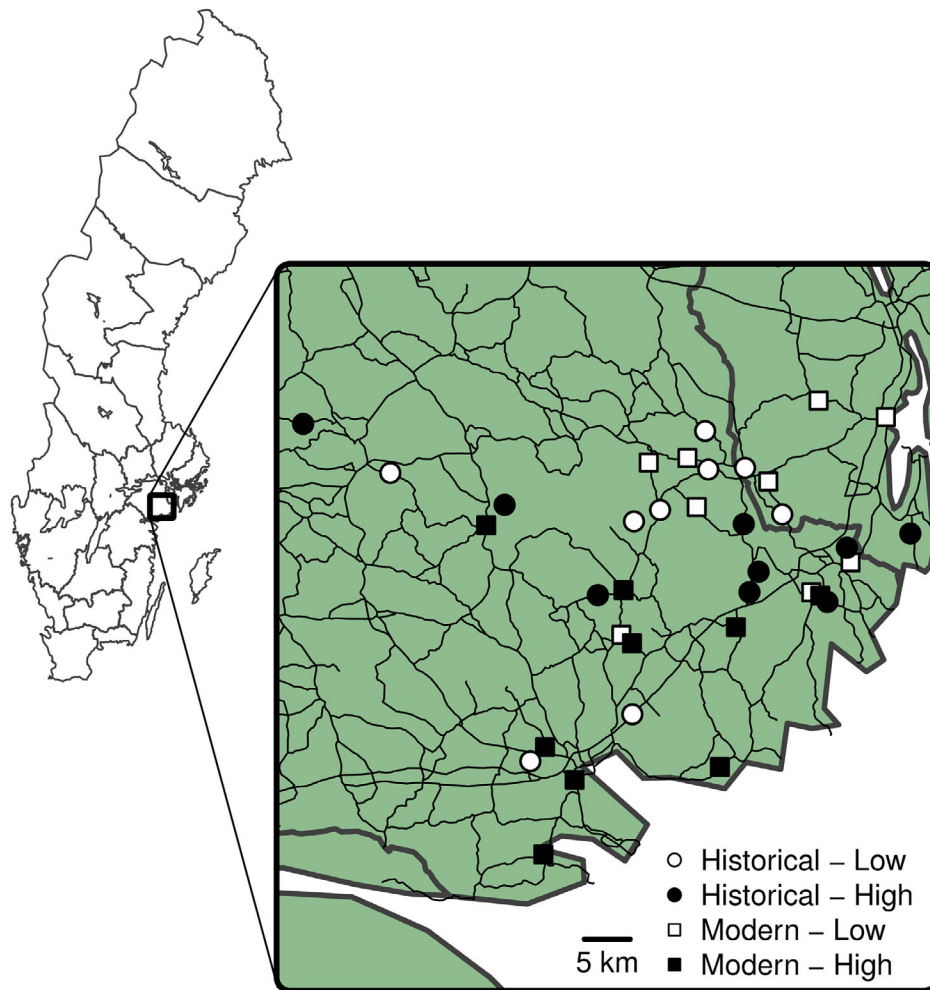 Historical – Low
Historical – High
Modern – Low
5 km
Modern – High